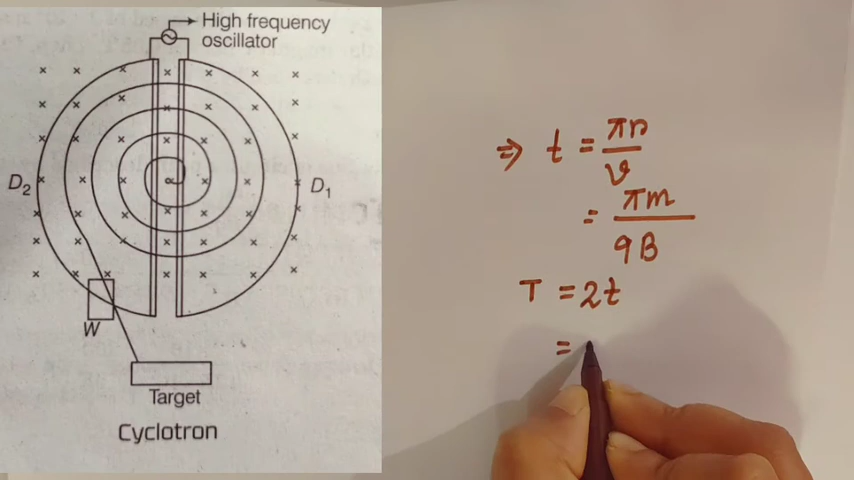 High frequency
oscillator
D₂
D₁
W
Target
Cyclotron
⇒ t = πr/v
= πm/qB
T = 2t
=